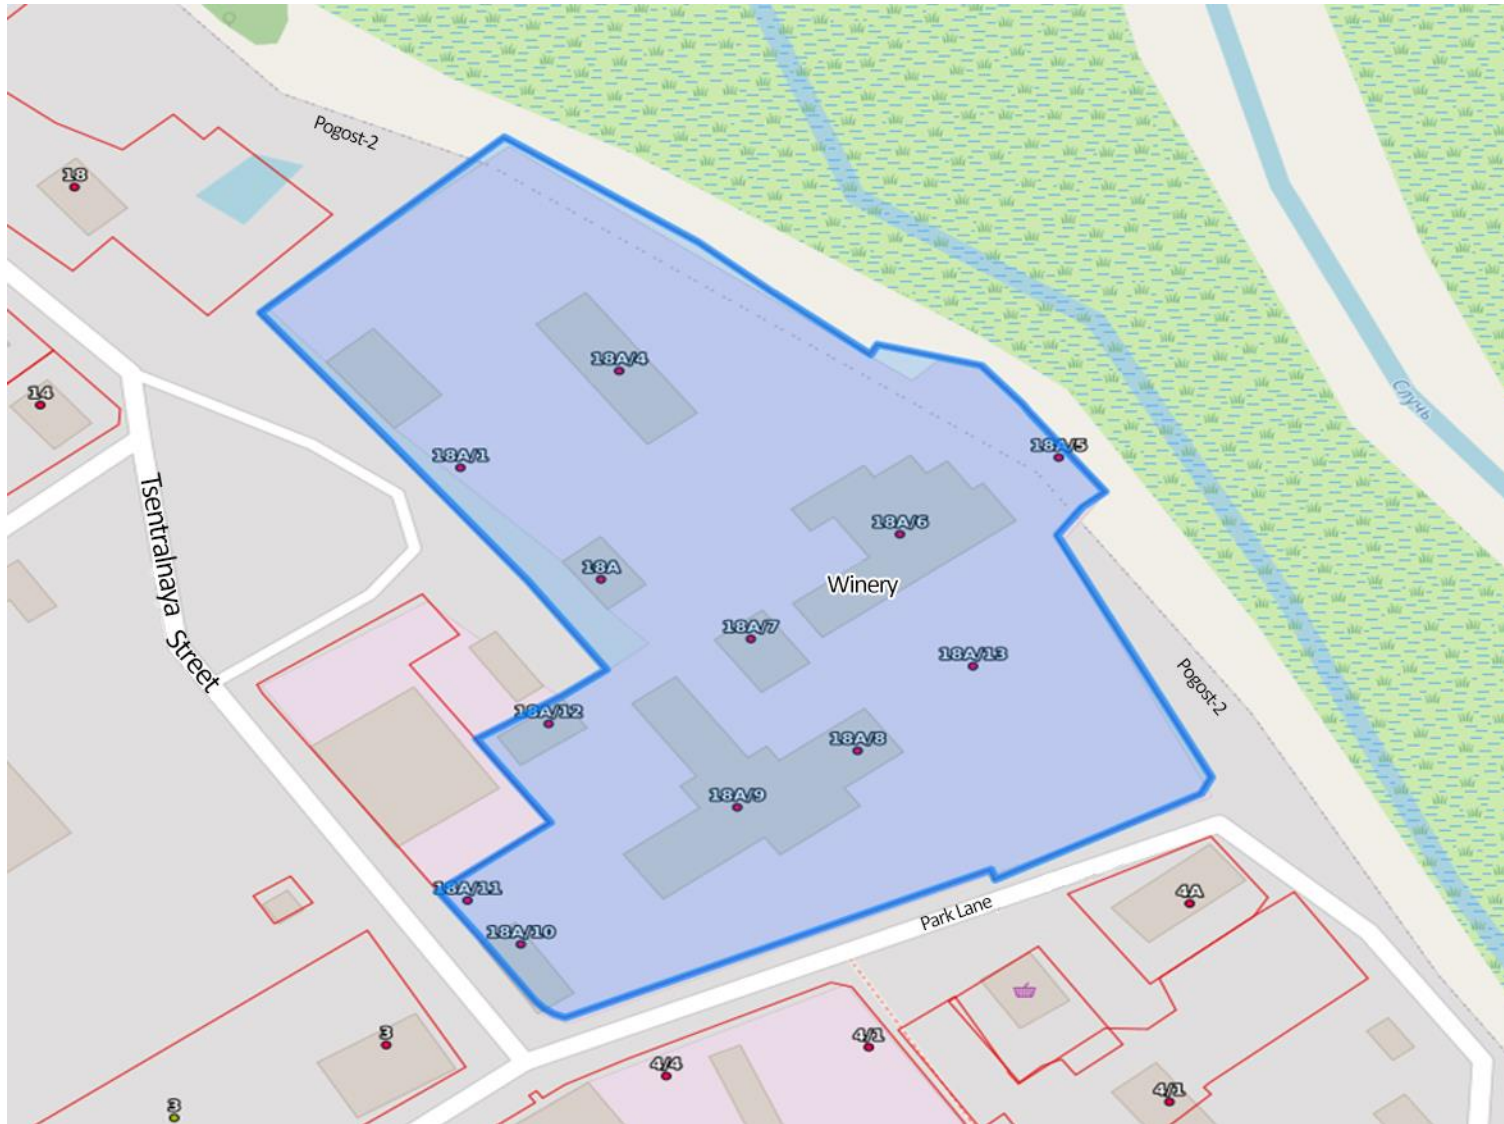 Pogost-2
18
18A/4
14
18A/1
18A/5
Случь
18A/6
18A
Winery
Tsentralnaya Street
18A/7
18A/13
Pogost-2
18A/12
18A/8
18A/9
18A/11
4A
Park Lane
18A/10
3
4/1
4/4
4/1
3